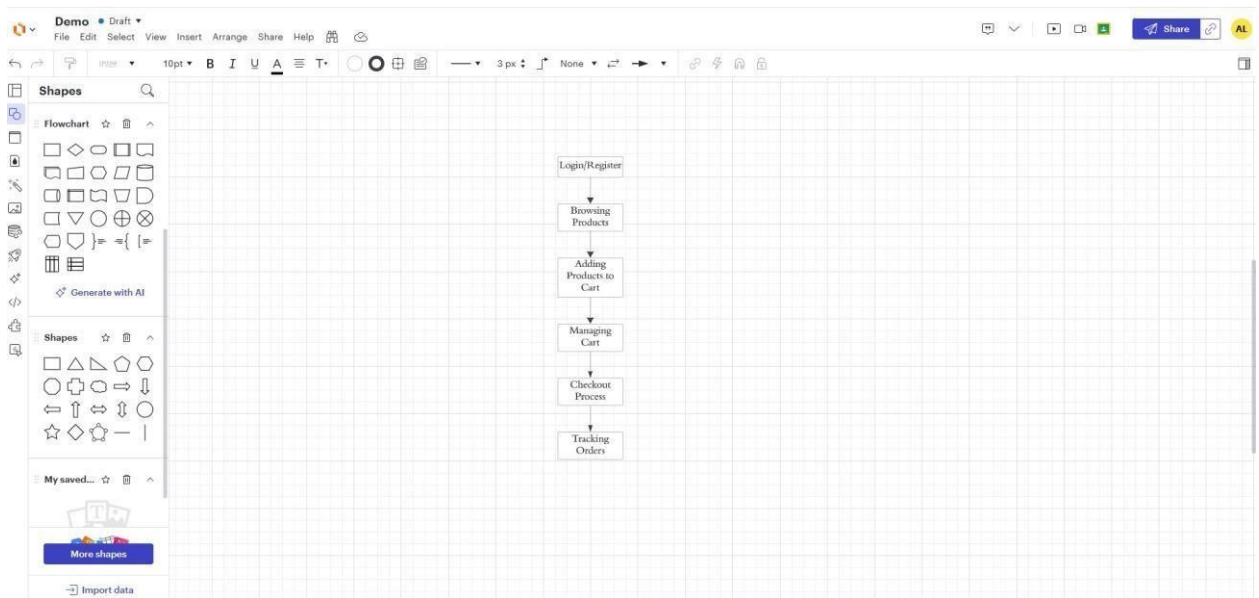 Demo • Draft ▾
File Edit Select View Insert Arrange Share Help
Share
AL
10pt B I U A T
3 px None
Shapes
Flowchart
Generate with AI
Shapes
My saved...
More shapes
Import data
Login/Register
Browsing
Products
Adding
Products to
Cart
Managing
Cart
Checkout
Process
Tracking
Orders